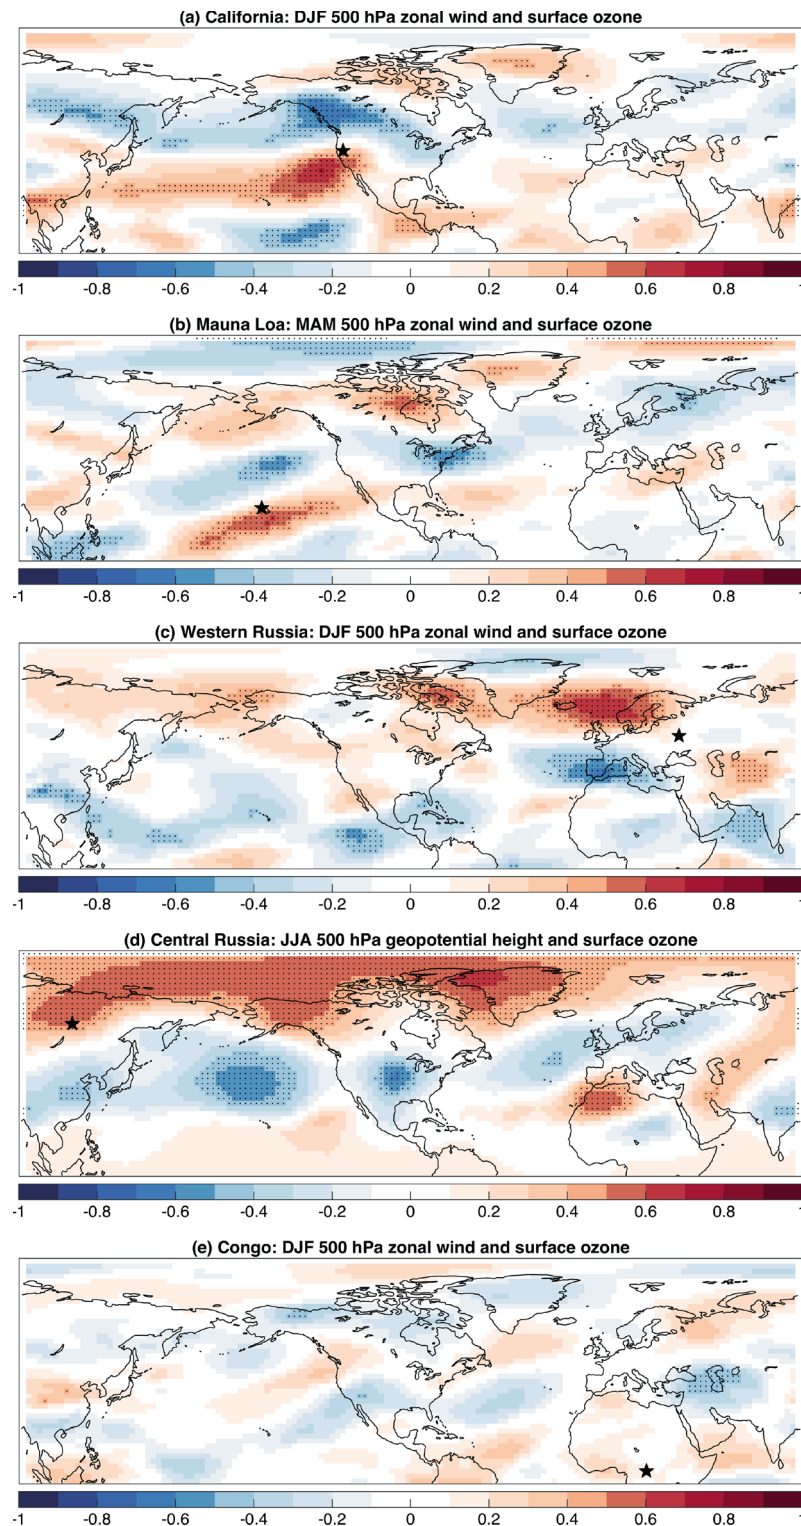 (a) California: DJF 500 hPa zonal wind and surface ozone
-1 -0.8 -0.6 -0.4 -0.2 0 0.2 0.4 0.6 0.8 1
(b) Mauna Loa: MAM 500 hPa zonal wind and surface ozone
-1 -0.8 -0.6 -0.4 -0.2 0 0.2 0.4 0.6 0.8 1
(c) Western Russia: DJF 500 hPa zonal wind and surface ozone
-1 -0.8 -0.6 -0.4 -0.2 0 0.2 0.4 0.6 0.8 1
(d) Central Russia: JJA 500 hPa geopotential height and surface ozone
-1 -0.8 -0.6 -0.4 -0.2 0 0.2 0.4 0.6 0.8 1
(e) Congo: DJF 500 hPa zonal wind and surface ozone
-1 -0.8 -0.6 -0.4 -0.2 0 0.2 0.4 0.6 0.8 1